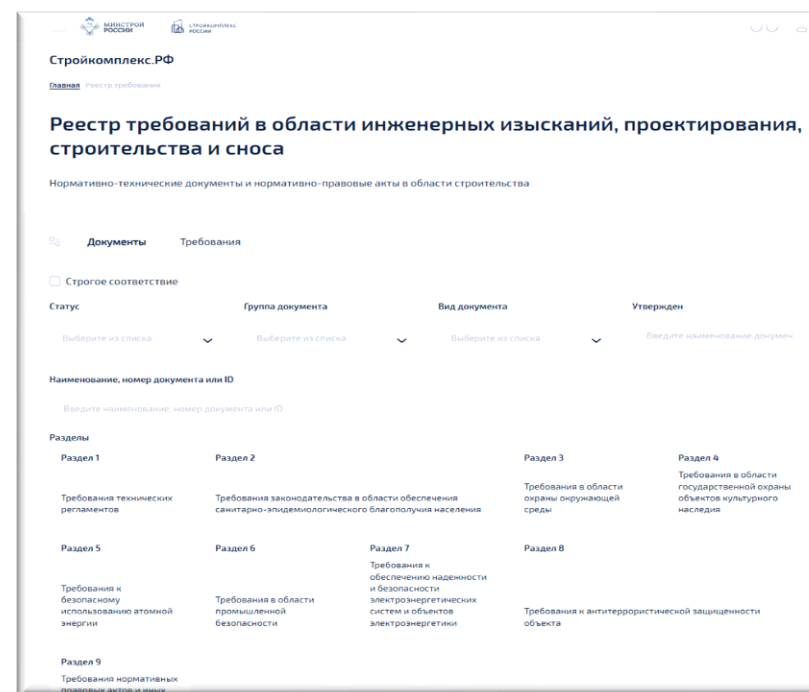 МИНСТРОЙ
РОССИИ
СТРОЙКОМПЛЕКС
РОССИИ
Стройкомплекс.РФ
Главная Реестр требований
Реестр требований в области инженерных изысканий, проектирования,
строительства и сноса
Нормативно-технические документы и нормативно-правовые акты в области строительства
Документы Требования
Строгое соответствие
Статус Группа документа Вид документа Утвержден
Выберите из списка Выберите из списка Выберите из списка Введите наименование докумен
Наименование, номер документа или ID
Введите наименование, номер документа или ID
Разделы
Раздел 1
Требования технических
регламентов
Раздел 2
Требования законодательства в области обеспечения
санитарно-эпидемиологического благополучия населения
Раздел 3
Требования в области
охраны окружающей
среды
Раздел 4
Требования в области
государственной охраны
объектов культурного
наследия
Раздел 5
Требования к
безопасному
использованию атомной
энергии
Раздел 6
Требования в области
промышленной
безопасности
Раздел 7
Требования к
обеспечению надежности
и безопасности
электроэнергетических
систем и объектов
электроэнергетики
Раздел 8
Требования к антитеррористической защищенности
объекта
Раздел 9
Требования нормативных
правовых актов и иных